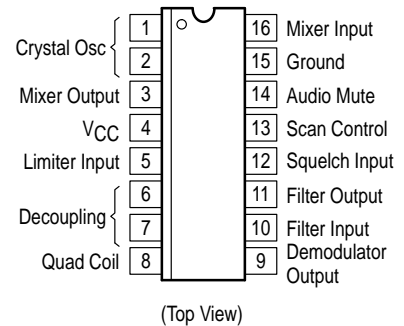 Crystal Osc
1
2
Mixer Output 3
VCC 4
Limiter Input 5
Decoupling
6
7
Quad Coil 8
16 Mixer Input
15 Ground
14 Audio Mute
13 Scan Control
12 Squelch Input
11 Filter Output
10 Filter Input
9 Demodulator
Output
(Top View)